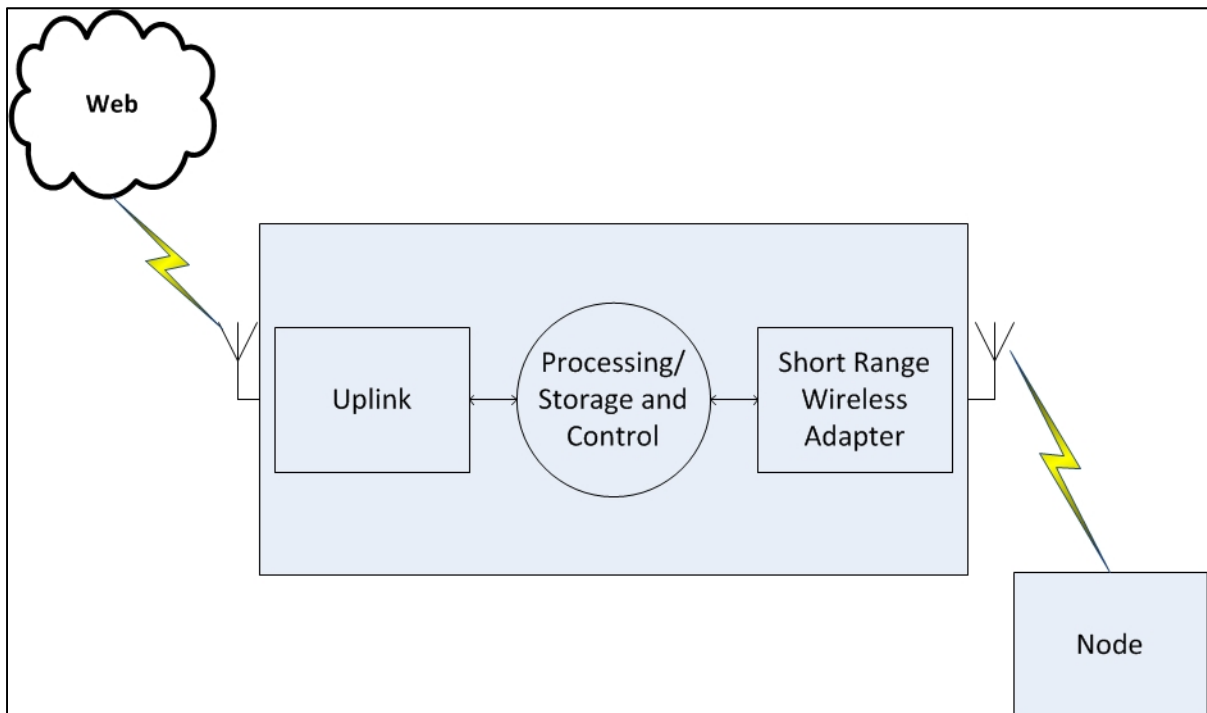 Web
Uplink
Processing/
Storage and
Control
Short Range
Wireless
Adapter
Node